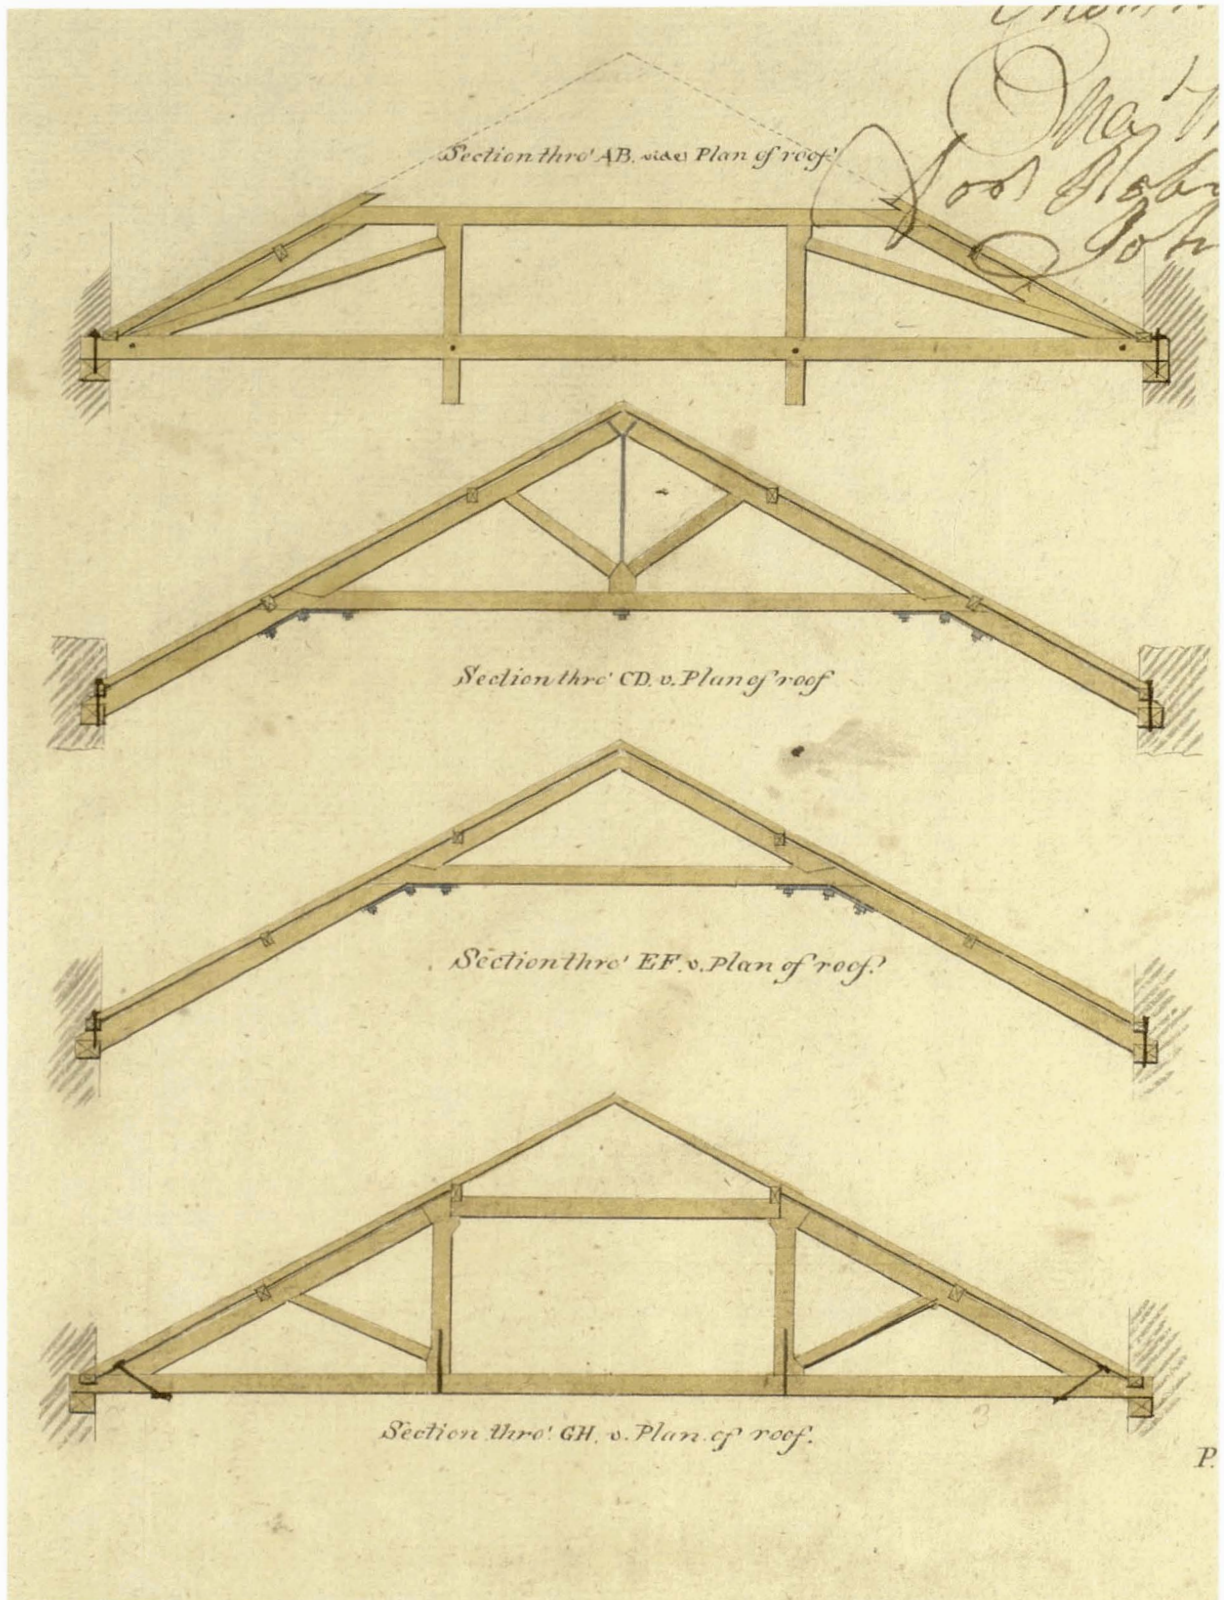 Section thro' AB. vide Plan of roof.
Section thro' CD. v. Plan of roof
Section thro' EF. v. Plan of roof.
Section thro' GH. v. Plan of roof.
3
P.